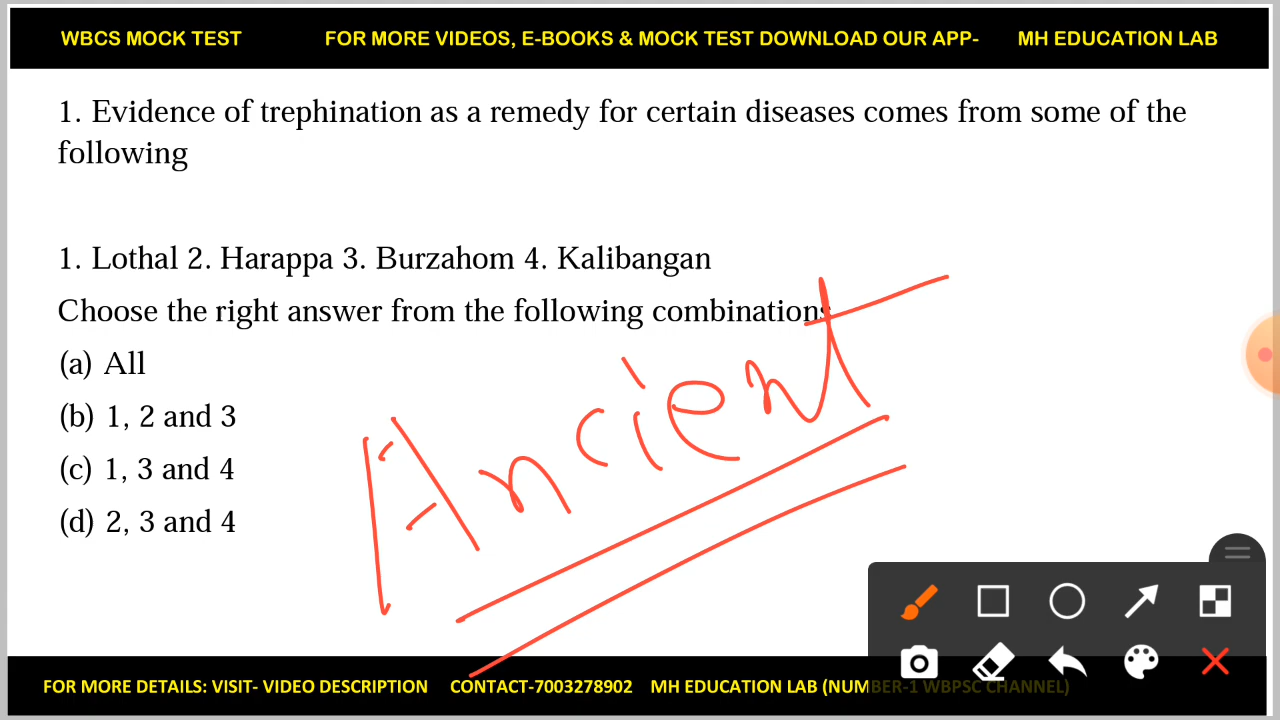 WBCS MOCK TEST FOR MORE VIDEOS, E-BOOKS & MOCK TEST DOWNLOAD OUR APP- MH EDUCATION LAB
1. Evidence of trephination as a remedy for certain diseases comes from some of the
following
1. Lothal 2. Harappa 3. Burzahom 4. Kalibangan
Choose the right answer from the following combinations
(a) All
(b) 1, 2 and 3
(c) 1, 3 and 4
(d) 2, 3 and 4
Ancient
FOR MORE DETAILS: VISIT- VIDEO DESCRIPTION CONTACT-7003278902 MH EDUCATION LAB (NUMBER-1 WBPSC CHANNEL)